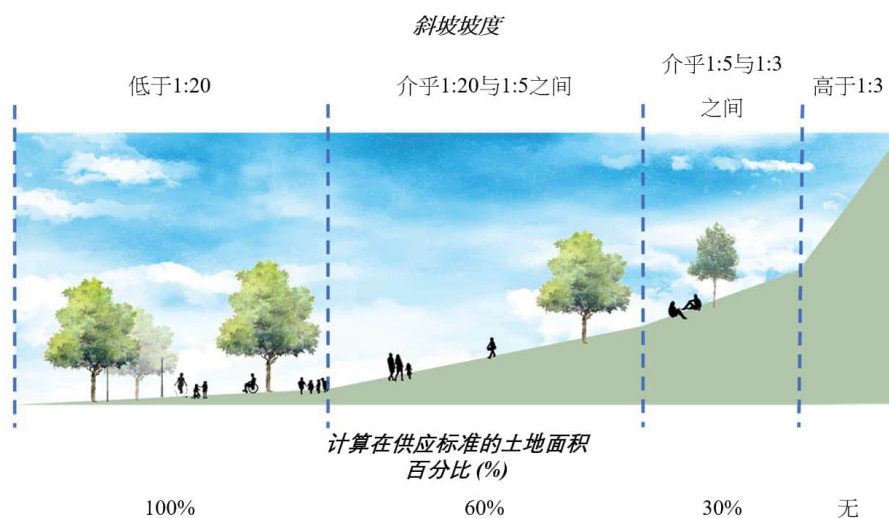 斜坡坡度
低于1:20
介乎1:20与1:5之间
介乎1:5与1:3
之间
高于1:3
计算在供应标准的土地面积
百分比 (%)
100%
60%
30%
无